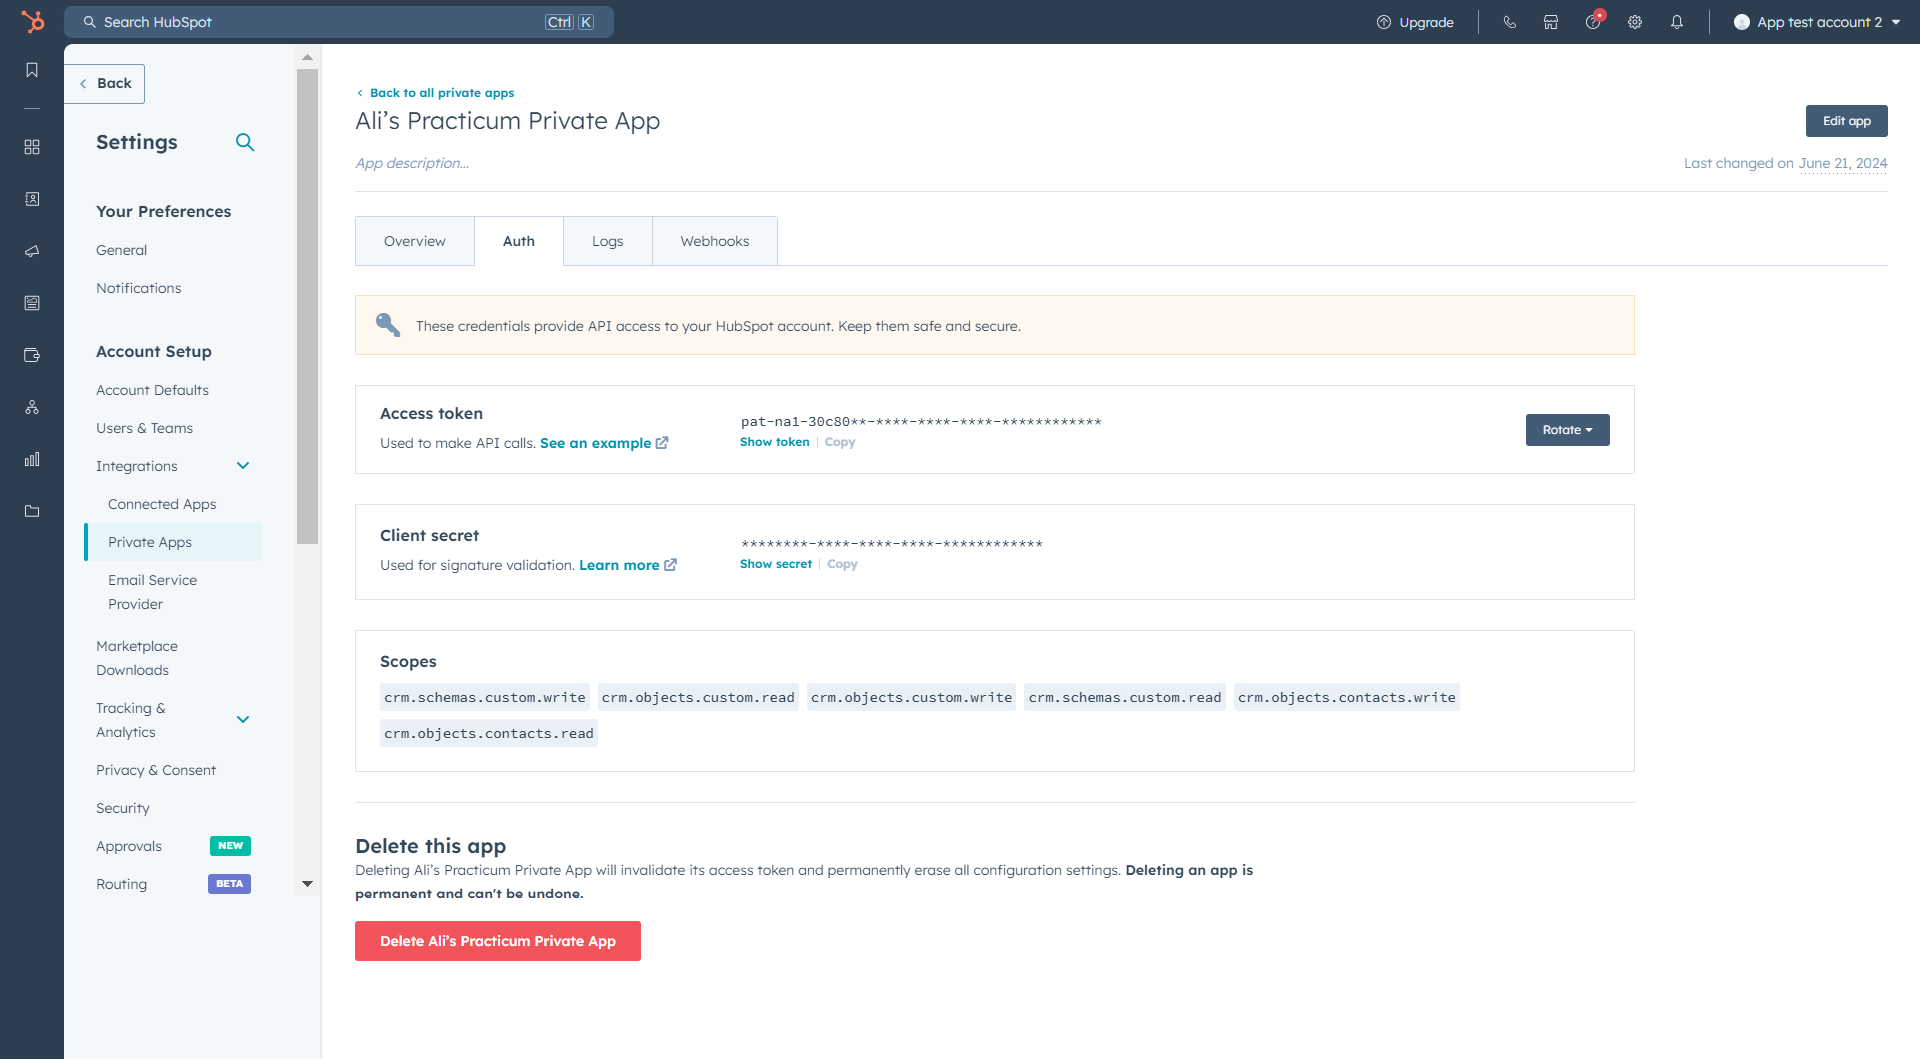 Search HubSpot
Ctrl K
Upgrade
App test account 2
Back
Settings
Your Preferences
General
Notifications
Account Setup
Account Defaults
Users & Teams
Integrations
Connected Apps
Private Apps
Email Service
Provider
Marketplace
Downloads
Tracking &
Analytics
Privacy & Consent
Security
Approvals NEW
Routing BETA
Back to all private apps
Ali’s Practicum Private App
Edit app
App description...
Last changed on June 21, 2024
Overview
Auth
Logs
Webhooks
These credentials provide API access to your HubSpot account. Keep them safe and secure.
Access token
Used to make API calls. See an example
pat-na1-30c80**-****-****-****-************
Show token | Copy
Rotate
Client secret
Used for signature validation. Learn more
********-****-****-****-************
Show secret | Copy
Scopes
crm.schemas.custom.write crm.objects.custom.read crm.objects.custom.write crm.schemas.custom.read crm.objects.contacts.write
crm.objects.contacts.read
Delete this app
Deleting Ali’s Practicum Private App will invalidate its access token and permanently erase all configuration settings. Deleting an app is
permanent and can't be undone.
Delete Ali’s Practicum Private App